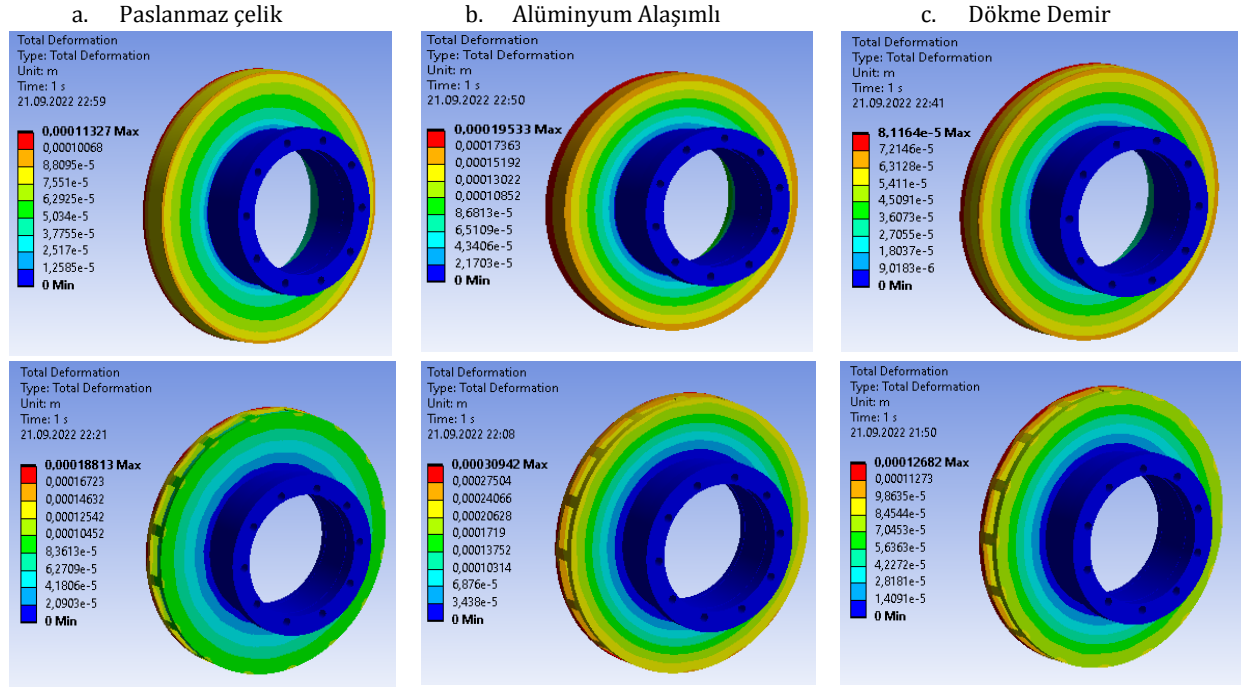 a. Paslanmaz çelik
b. Alüminyum Alaşımlı
c. Dökme Demir
Total Deformation
Type: Total Deformation
Unit: m
Time: 1 s
21.09.2022 22:59
0,00011327 Max
0,00010068
8,8095e-5
7,551e-5
6,2925e-5
5,034e-5
3,7755e-5
2,517e-5
1,2585e-5
0 Min
Total Deformation
Type: Total Deformation
Unit: m
Time: 1 s
21.09.2022 22:50
0,00019533 Max
0,00017363
0,00015192
0,00013022
0,00010852
8,6813e-5
6,5109e-5
4,3406e-5
2,1703e-5
0 Min
Total Deformation
Type: Total Deformation
Unit: m
Time: 1 s
21.09.2022 22:41
8,1164e-5 Max
7,2146e-5
6,3128e-5
5,411e-5
4,5091e-5
3,6073e-5
2,7055e-5
1,8037e-5
9,0183e-6
0 Min
Total Deformation
Type: Total Deformation
Unit: m
Time: 1 s
21.09.2022 22:21
0,00018813 Max
0,00016723
0,00014632
0,00012542
0,00010452
8,3613e-5
6,2709e-5
4,1806e-5
2,0903e-5
0 Min
Total Deformation
Type: Total Deformation
Unit: m
Time: 1 s
21.09.2022 22:08
0,00030942 Max
0,00027504
0,00024066
0,00020628
0,0001719
0,00013752
0,00010314
6,876e-5
3,438e-5
0 Min
Total Deformation
Type: Total Deformation
Unit: m
Time: 1 s
21.09.2022 21:50
0,00012682 Max
0,00011273
9,8635e-5
8,4544e-5
7,0453e-5
5,6363e-5
4,2272e-5
2,8181e-5
1,4091e-5
0 Min